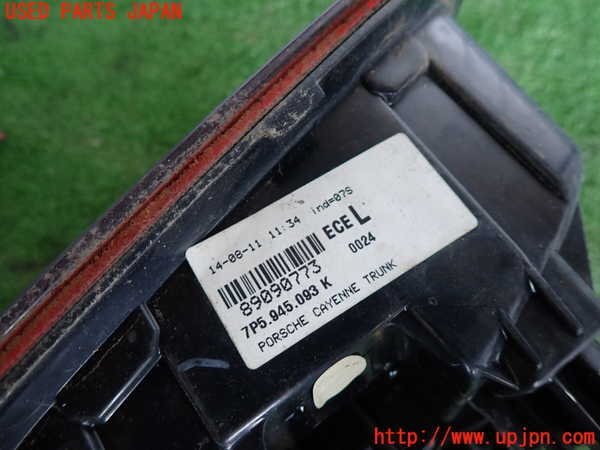 USED PARTS JAPAN
14-08-11 11:34 ind=07S
ECE L
0024
89090773
7P5.945.093 K
PORSCHE CAYENNE TRUNK
http://www.upjpn.com/